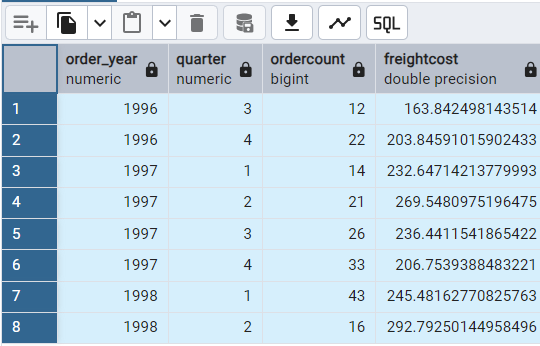 SQL
order_year quarter ordercount freightcost
numeric numeric bigint double precision
1 1996 3 12 163.842498143514
2 1996 4 22 203.84591015902433
3 1997 1 14 232.64714213779993
4 1997 2 21 269.5480975196475
5 1997 3 26 236.4411541865422
6 1997 4 33 206.7539388483221
7 1998 1 43 245.48162770825763
8 1998 2 16 292.79250144958496